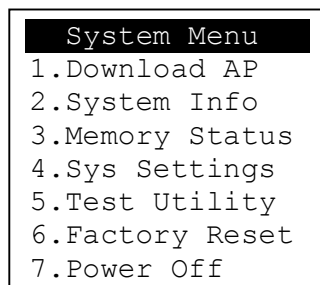 System Menu
1.Download AP
2.System Info
3.Memory Status
4.Sys Settings
5.Test Utility
6.Factory Reset
7.Power Off